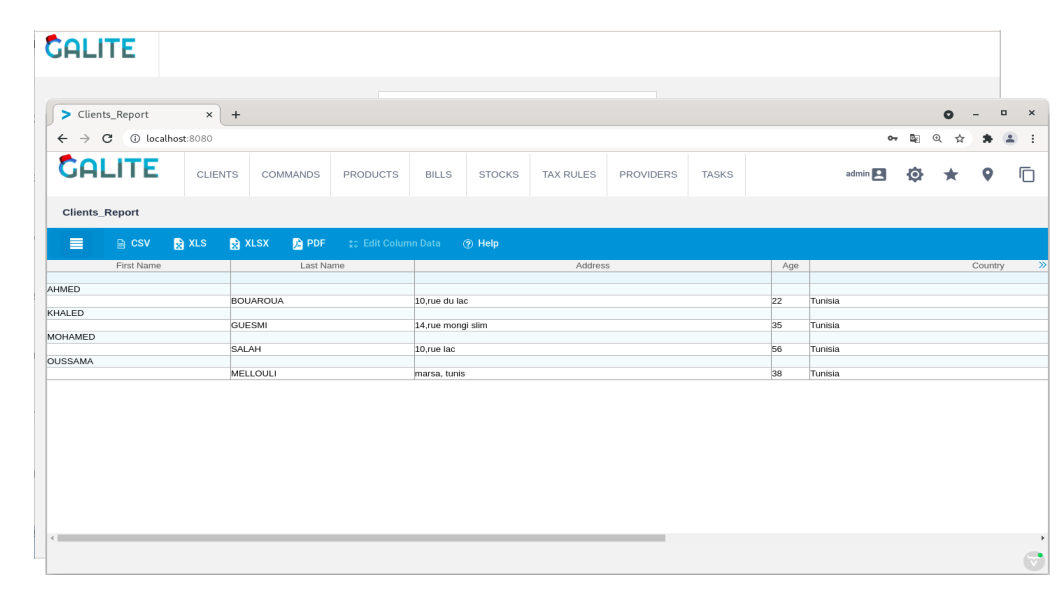 GALITE
Clients_Report
localhost:8080
GALITE
CLIENTS COMMANDS PRODUCTS BILLS STOCKS TAX RULES PROVIDERS TASKS admin
Clients_Report
CSV XLS XLSX PDF Edit Column Data Help
First Name Last Name Address Age Country
AHMED
BOUAROUA 10,rue du lac 22 Tunisia
KHALED
GUESMI 14,rue mongi slim 35 Tunisia
MOHAMED
SALAH 10,rue lac 56 Tunisia
OUSSAMA
MELLOULI marsa, tunis 38 Tunisia